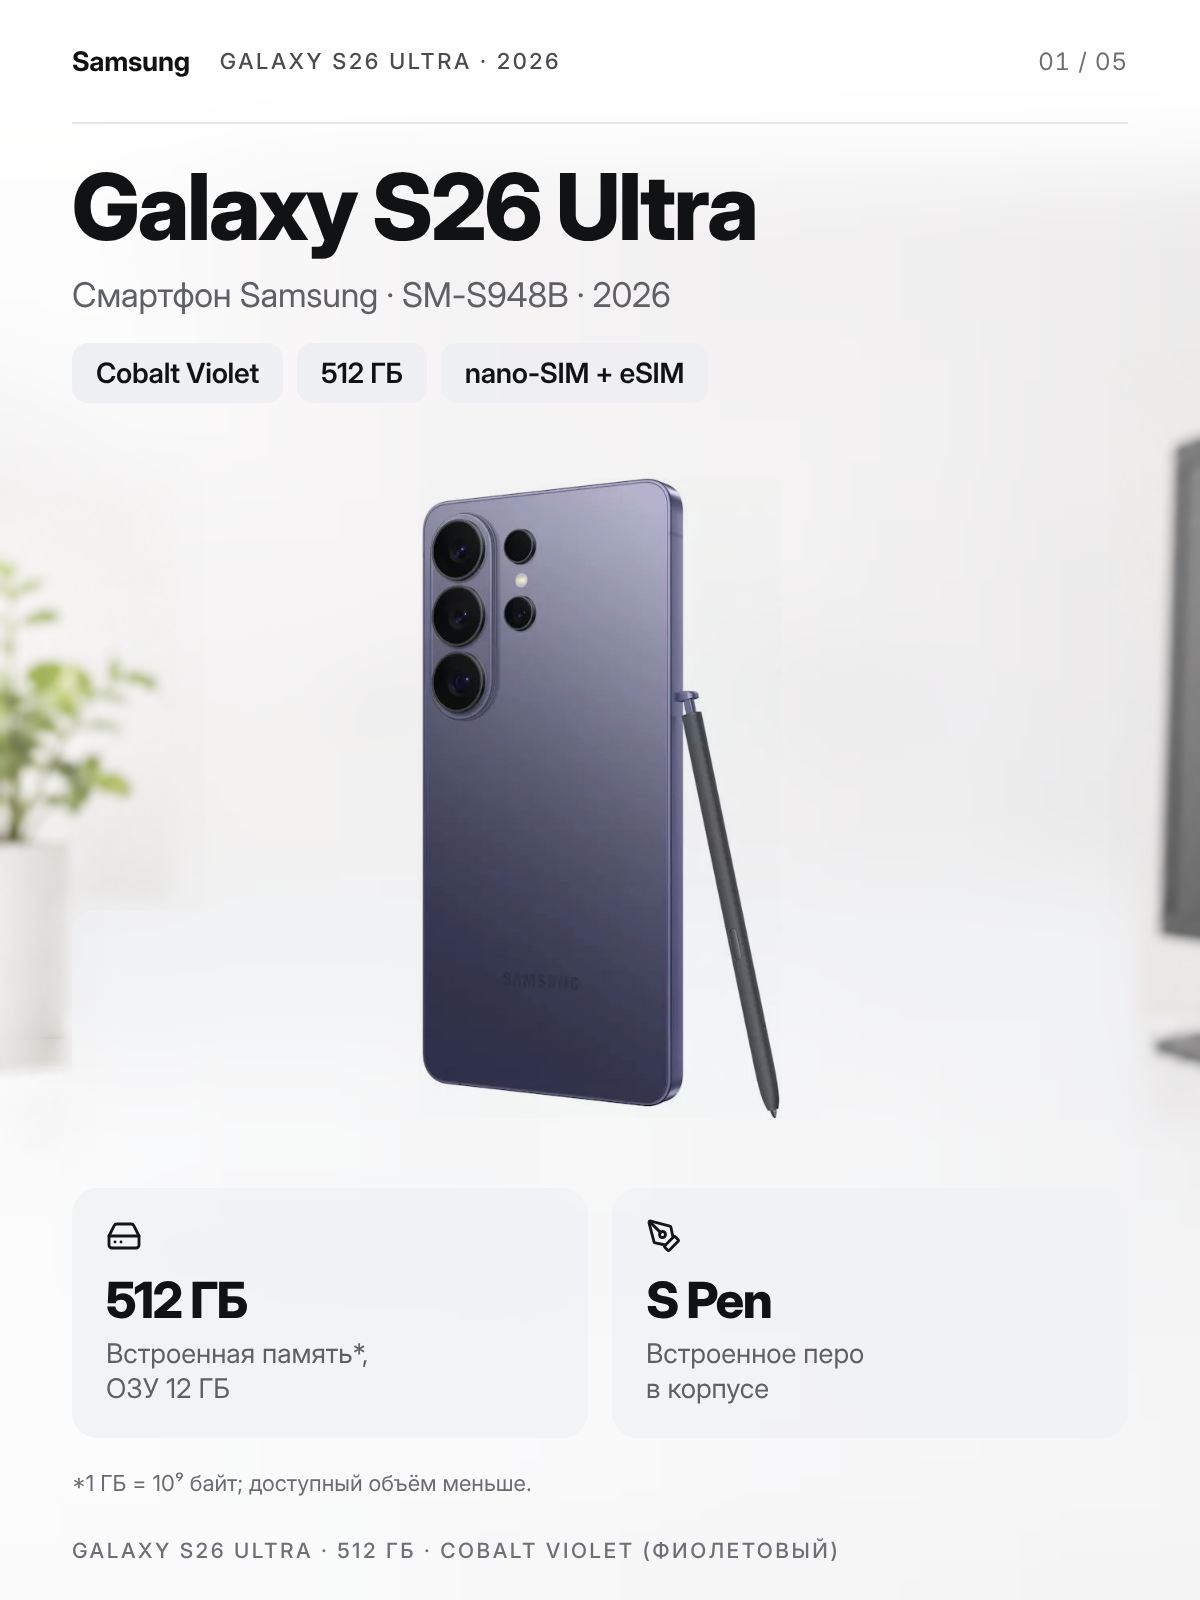 Samsung GALAXY S26 ULTRA · 2026 01 / 05
Galaxy S26 Ultra
Смартфон Samsung · SM-S948B · 2026
Cobalt Violet 512 ГБ nano-SIM + eSIM
SAMSUNG
512 ГБ
Встроенная память*,
ОЗУ 12 ГБ
S Pen
Встроенное перо
в корпусе
*1 ГБ = 10⁹ байт; доступный объём меньше.
GALAXY S26 ULTRA · 512 ГБ · COBALT VIOLET (ФИОЛЕТОВЫЙ)